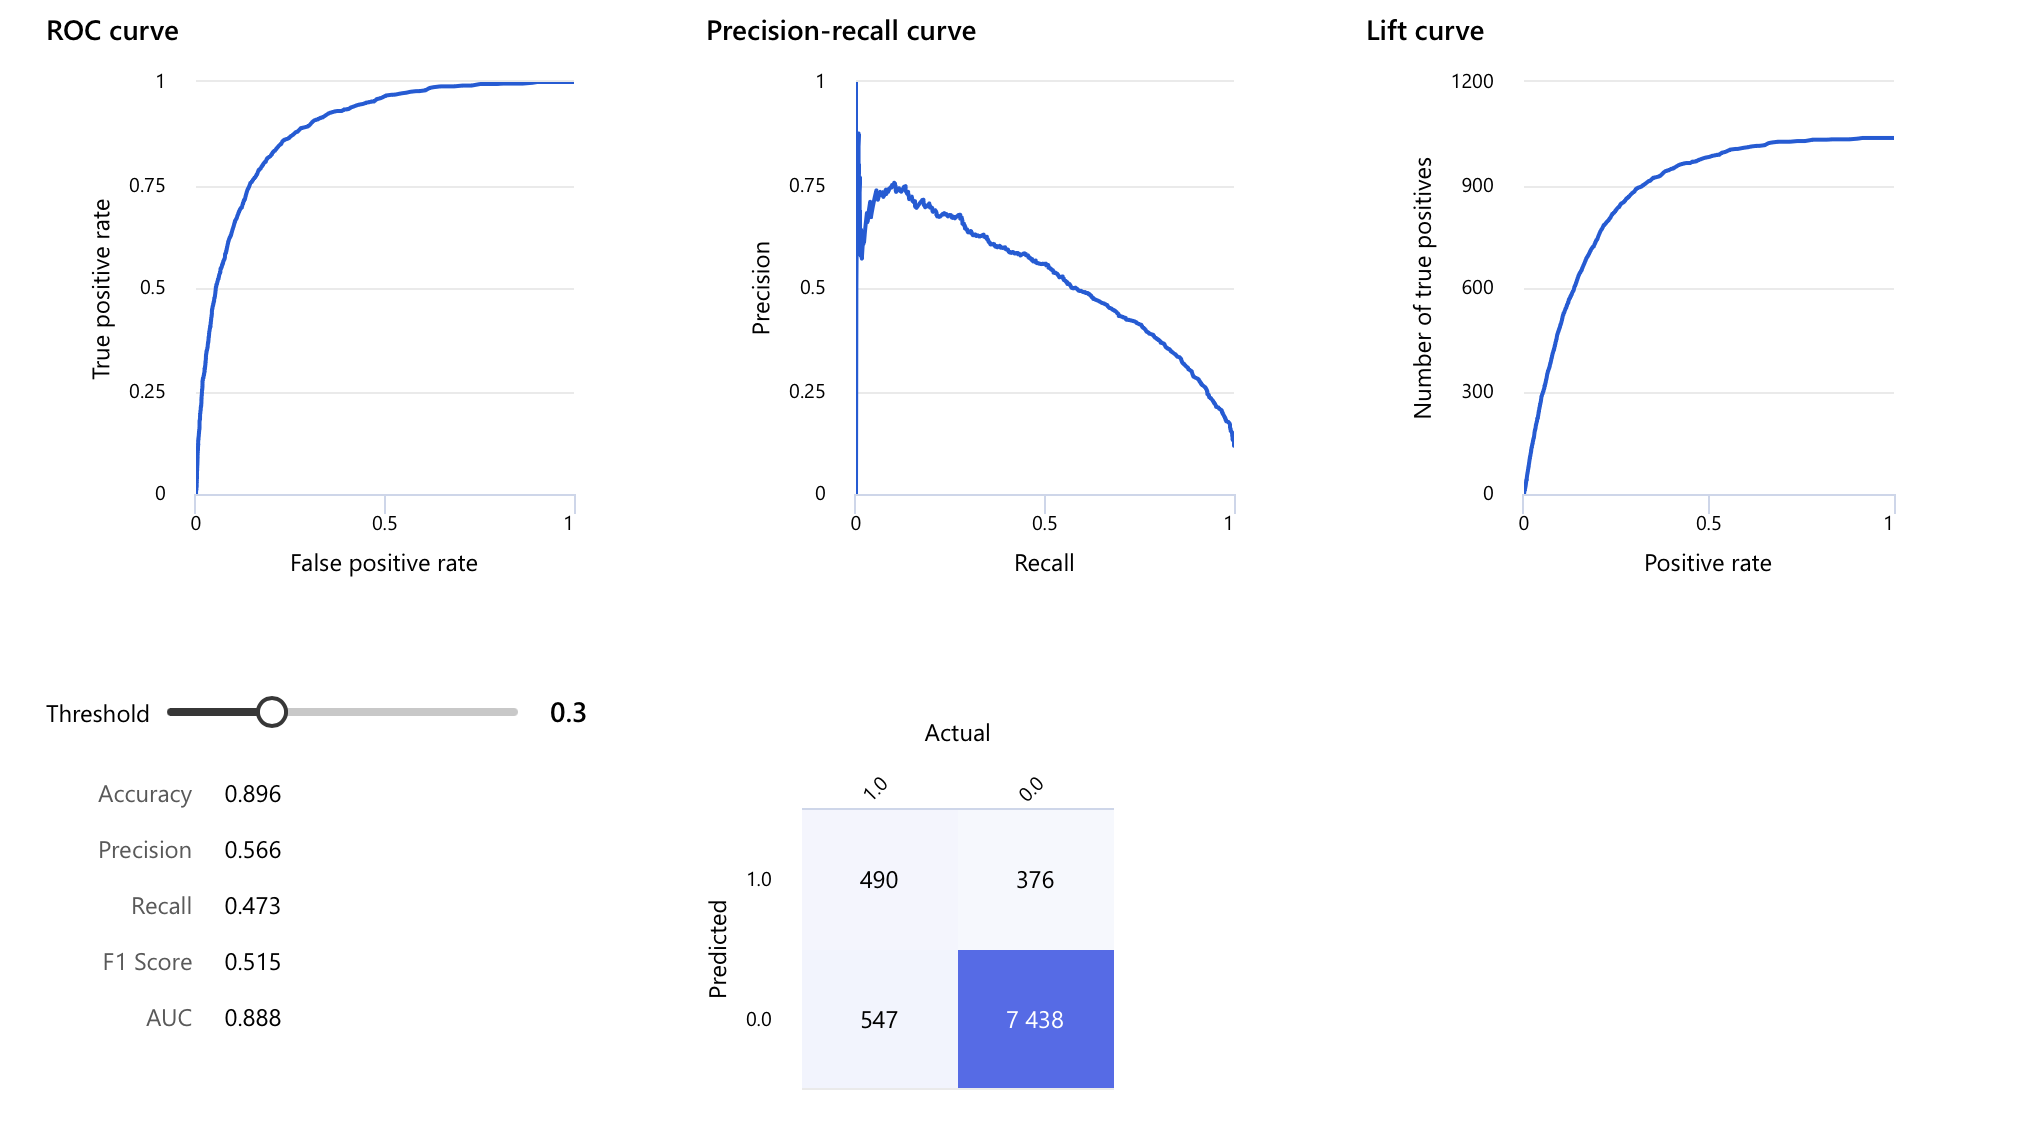 ROC curve
1
0.75
0.5
0.25
0
0
0.5
1
True positive rate
False positive rate
Precision-recall curve
1
0.75
0.5
0.25
0
0
0.5
1
Precision
Recall
Lift curve
1200
900
600
300
0
0
0.5
1
Number of true positives
Positive rate
Threshold 0.3
Accuracy 0.896
Precision 0.566
Recall 0.473
F1 Score 0.515
AUC 0.888
Actual
1.0 0.0
Predicted
1.0 490 376
0.0 547 7 438